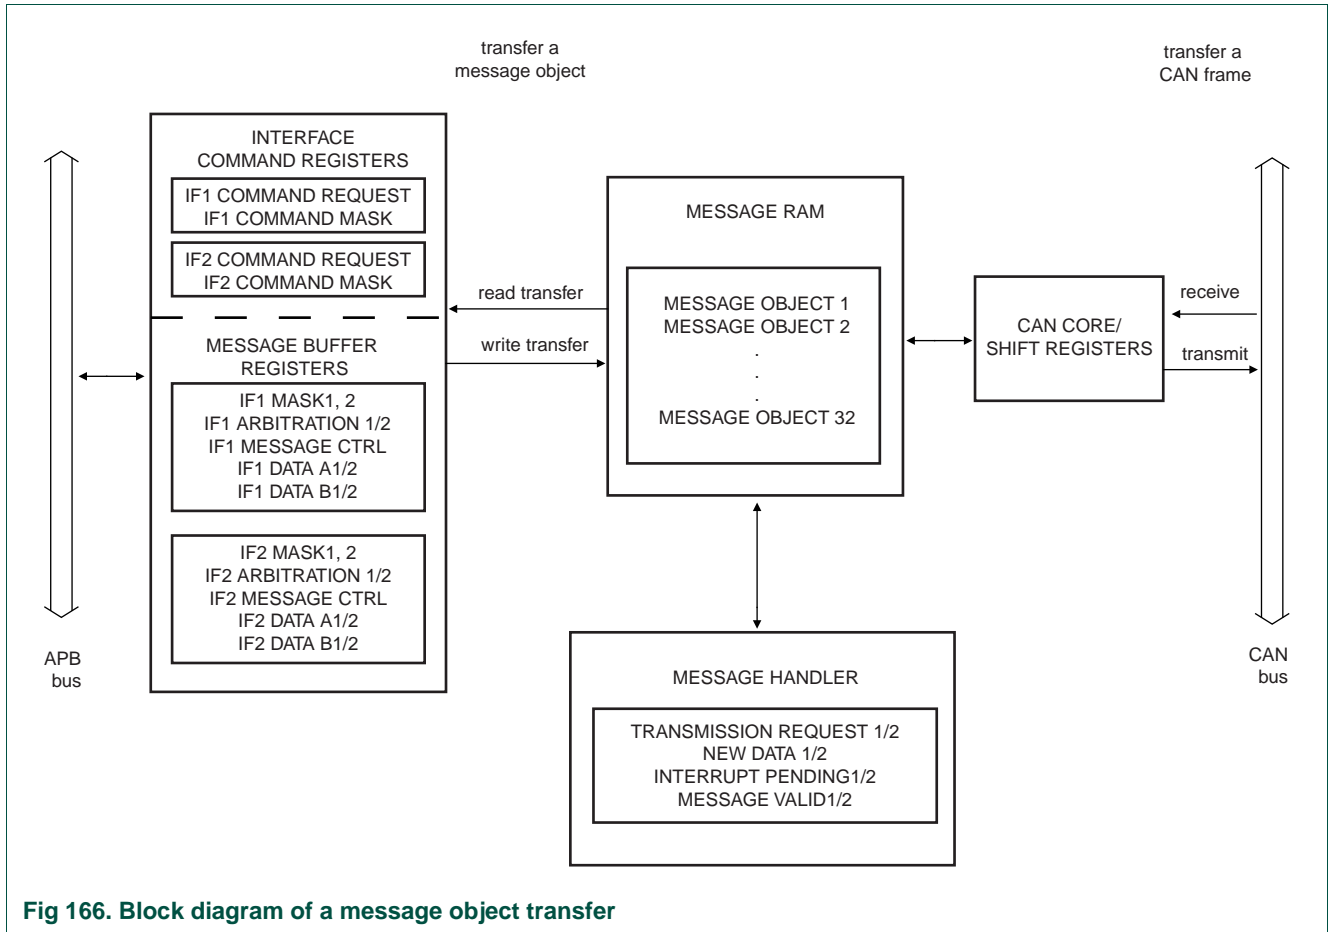 transfer a
message object
transfer a
CAN frame
INTERFACE
COMMAND REGISTERS
IF1 COMMAND REQUEST
IF1 COMMAND MASK
IF2 COMMAND REQUEST
IF2 COMMAND MASK
MESSAGE BUFFER
REGISTERS
IF1 MASK1, 2
IF1 ARBITRATION 1/2
IF1 MESSAGE CTRL
IF1 DATA A1/2
IF1 DATA B1/2
IF2 MASK1, 2
IF2 ARBITRATION 1/2
IF2 MESSAGE CTRL
IF2 DATA A1/2
IF2 DATA B1/2
APB
bus
read transfer
write transfer
MESSAGE RAM
MESSAGE OBJECT 1
MESSAGE OBJECT 2
.
.
.
MESSAGE OBJECT 32
CAN CORE/
SHIFT REGISTERS
receive
transmit
CAN
bus
MESSAGE HANDLER
TRANSMISSION REQUEST 1/2
NEW DATA 1/2
INTERRUPT PENDING1/2
MESSAGE VALID1/2
Fig 166. Block diagram of a message object transfer